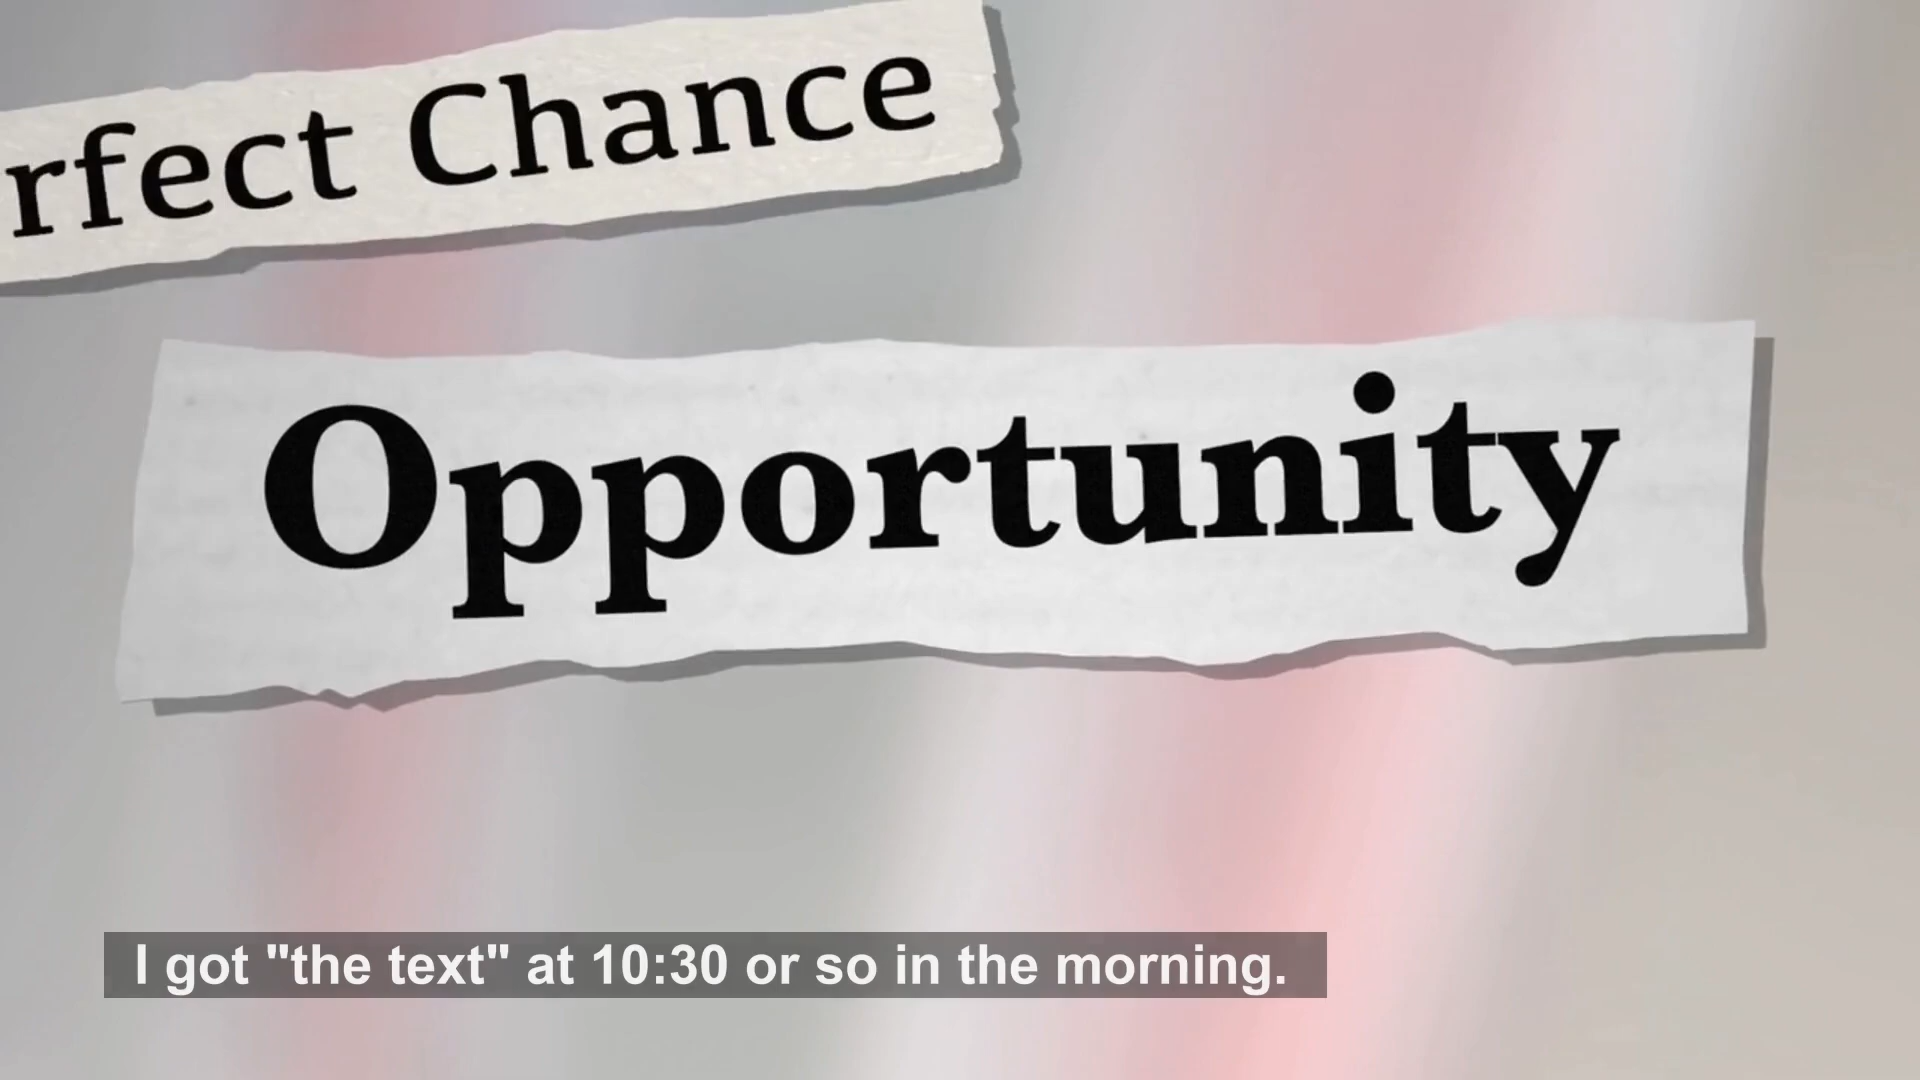 rfect Chance
Opportunity
I got "the text" at 10:30 or so in the morning.